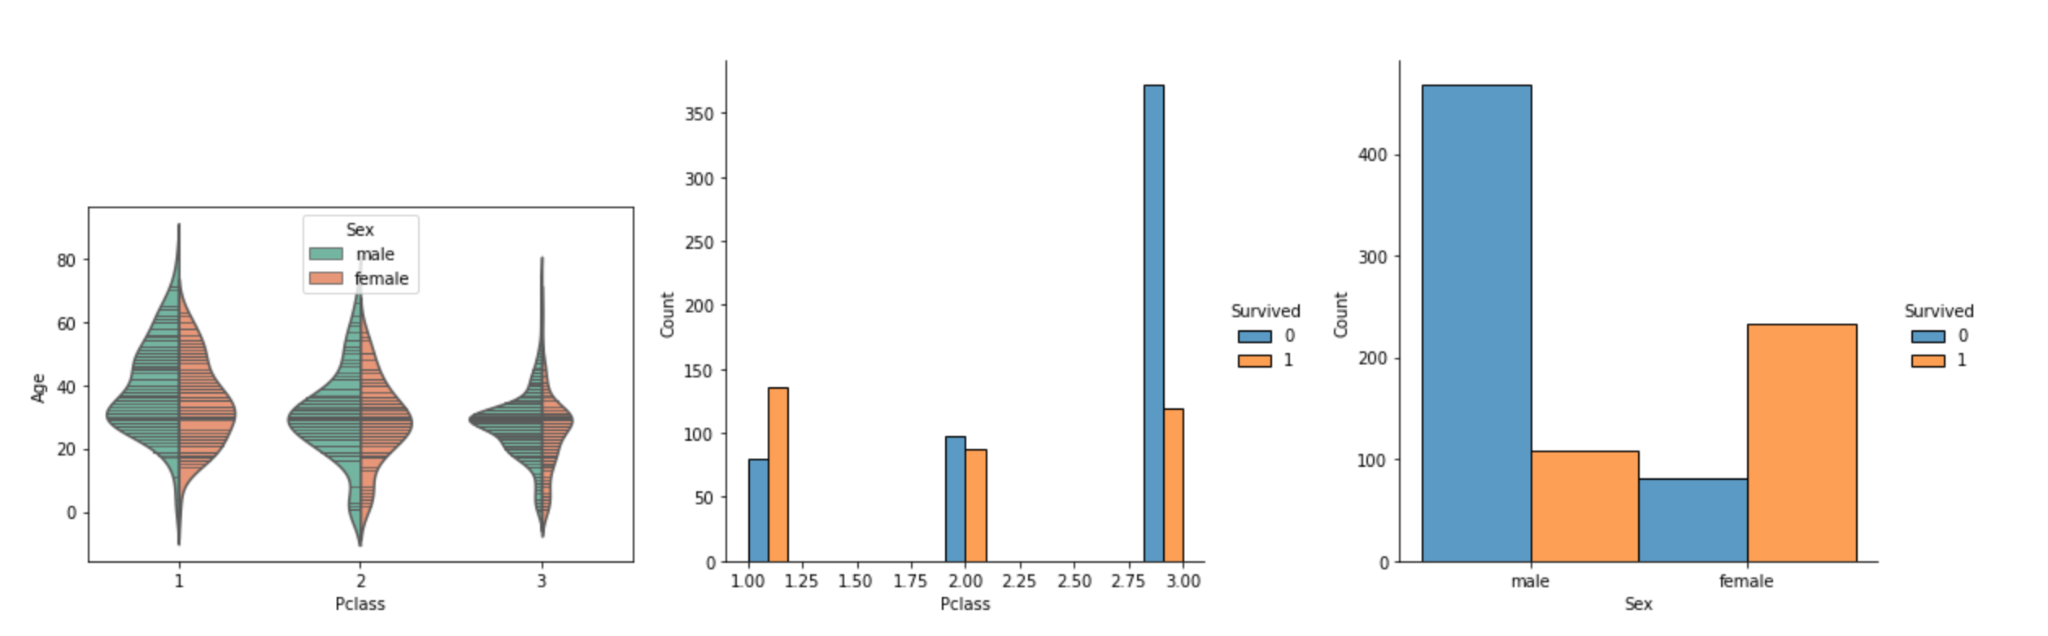 Sex
male
female
80
60
40
20
0
Age
1 2 3
Pclass
350
300
250
200
150
100
50
0
Count
1.00 1.25 1.50 1.75 2.00 2.25 2.50 2.75 3.00
Pclass
Survived
0
1
400
300
200
100
0
Count
male female
Sex
Survived
0
1